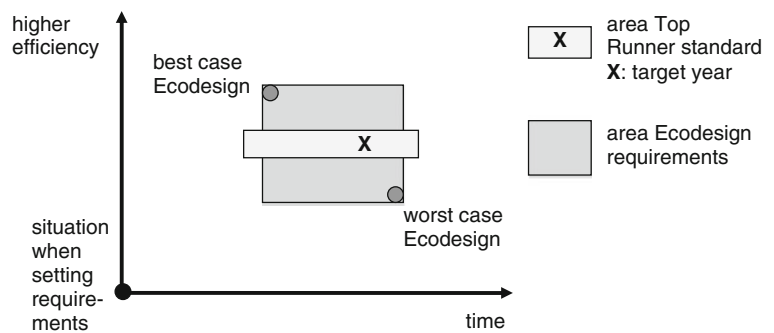 higher
efficiency
best case
Ecodesign
X
worst case
Ecodesign
situation
when
setting
require-
ments
time
X
area Top
Runner standard
X: target year
area Ecodesign
requirements